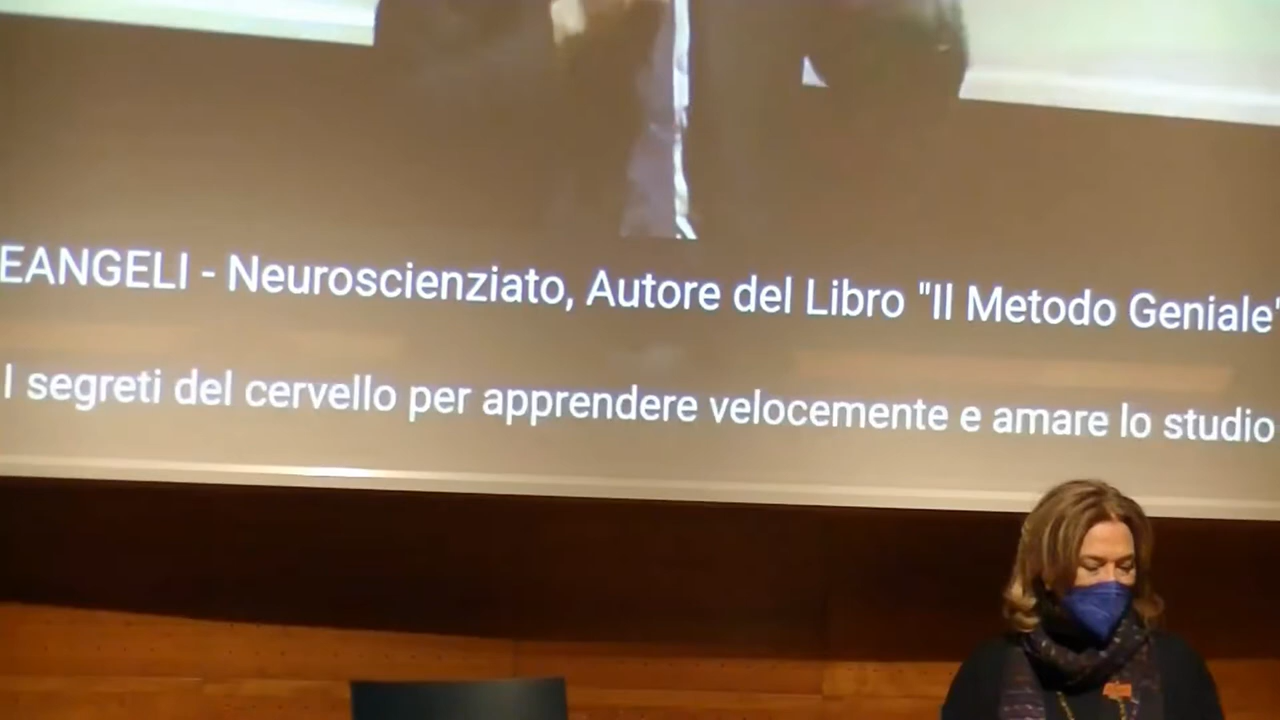 EANGELI - Neuroscienziato, Autore del Libro "Il Metodo Geniale"
I segreti del cervello per apprendere velocemente e amare lo studio